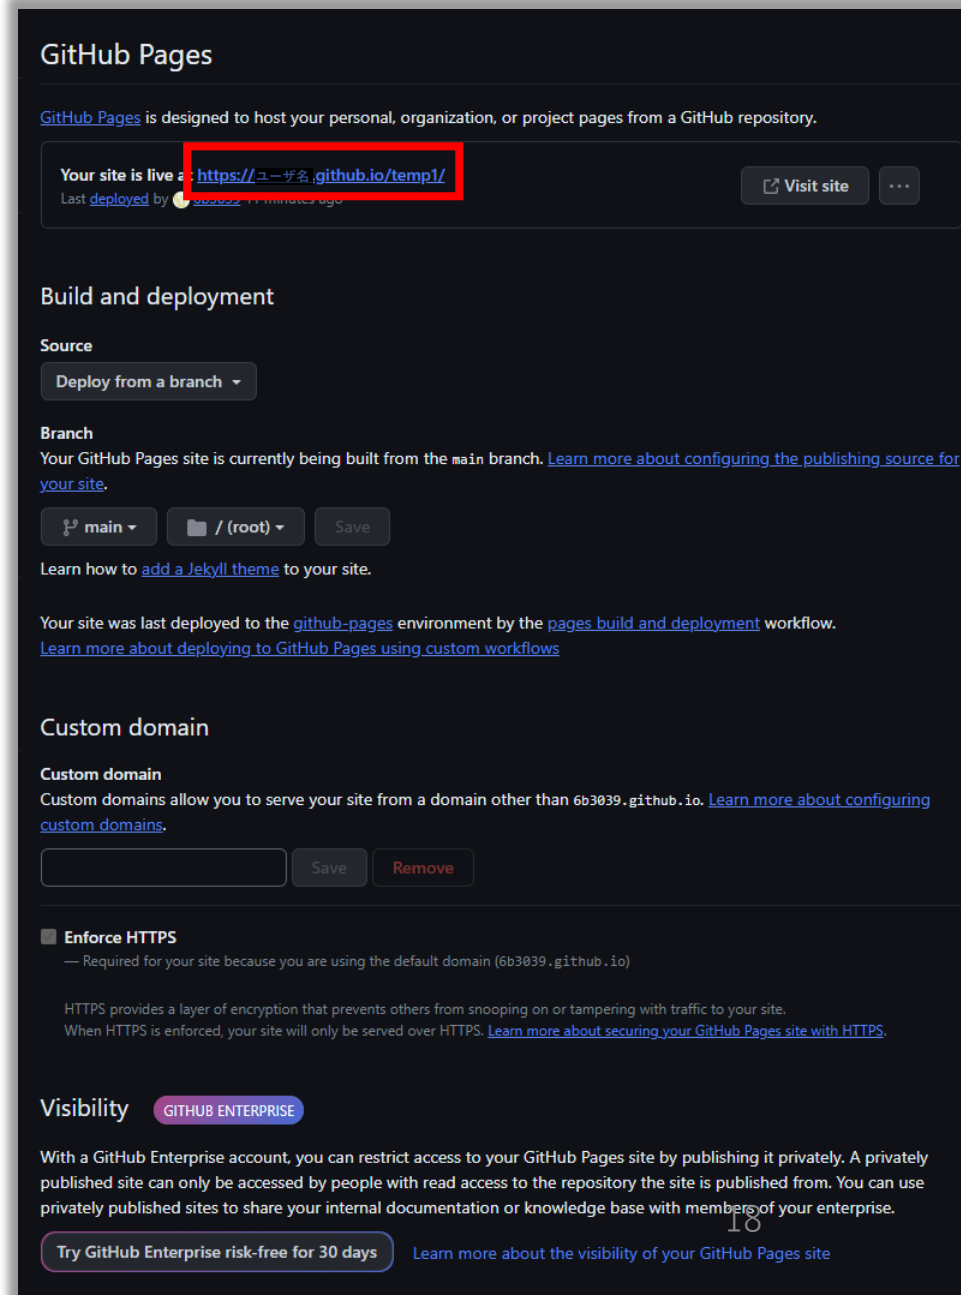 GitHub Pages
GitHub Pages is designed to host your personal, organization, or project pages from a GitHub repository.
Your site is live a https://ユーザ名.github.io/temp1/
Visit site
Last deployed by 6b3039 11 minutes ago
Build and deployment
Source
Deploy from a branch
Branch
Your GitHub Pages site is currently being built from the main branch. Learn more about configuring the publishing source for
your site.
main
/ (root)
Save
Learn how to add a Jekyll theme to your site.
Your site was last deployed to the github-pages environment by the pages build and deployment workflow.
Learn more about deploying to GitHub Pages using custom workflows
Custom domain
Custom domain
Custom domains allow you to serve your site from a domain other than 6b3039.github.io. Learn more about configuring
custom domains.
Save
Remove
Enforce HTTPS
— Required for your site because you are using the default domain (6b3039.github.io)
HTTPS provides a layer of encryption that prevents others from snooping on or tampering with traffic to your site.
When HTTPS is enforced, your site will only be served over HTTPS. Learn more about securing your GitHub Pages site with HTTPS.
Visibility
GITHUB ENTERPRISE
With a GitHub Enterprise account, you can restrict access to your GitHub Pages site by publishing it privately. A privately
published site can only be accessed by people with read access to the repository the site is published from. You can use
privately published sites to share your internal documentation or knowledge base with members of your enterprise.
18
Try GitHub Enterprise risk-free for 30 days
Learn more about the visibility of your GitHub Pages site